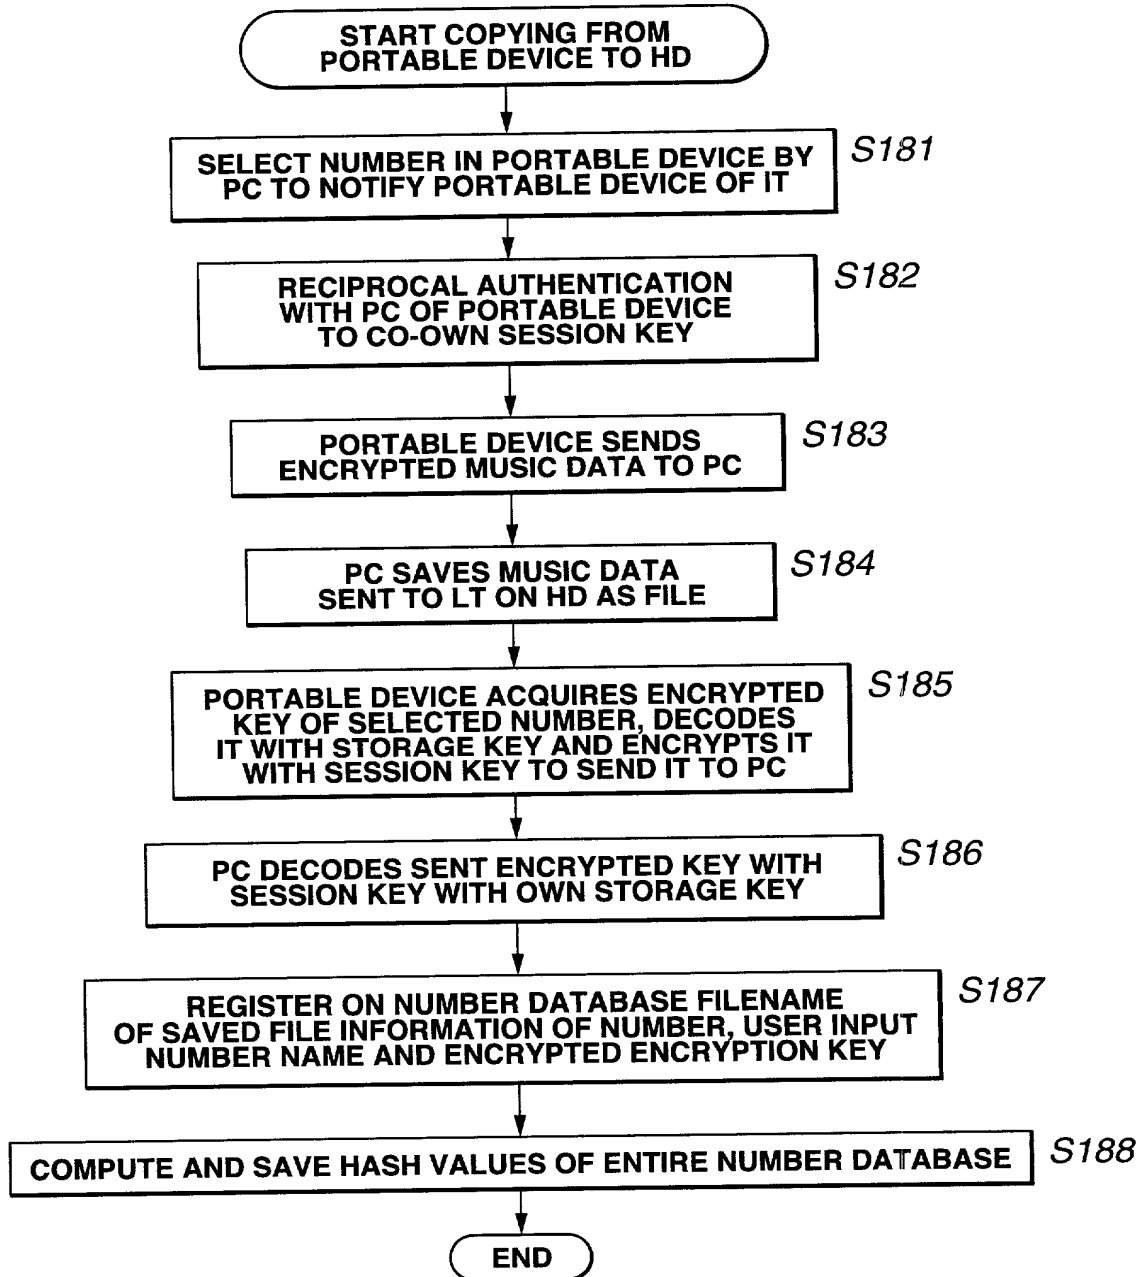 START COPYING FROM
PORTABLE DEVICE TO HD
SELECT NUMBER IN PORTABLE DEVICE BY
PC TO NOTIFY PORTABLE DEVICE OF IT
S181
RECIPROCAL AUTHENTICATION
WITH PC OF PORTABLE DEVICE
TO CO-OWN SESSION KEY
S182
PORTABLE DEVICE SENDS
ENCRYPTED MUSIC DATA TO PC
S183
PC SAVES MUSIC DATA
SENT TO LT ON HD AS FILE
S184
PORTABLE DEVICE ACQUIRES ENCRYPTED
KEY OF SELECTED NUMBER, DECODES
IT WITH STORAGE KEY AND ENCRYPTS IT
WITH SESSION KEY TO SEND IT TO PC
S185
PC DECODES SENT ENCRYPTED KEY WITH
SESSION KEY WITH OWN STORAGE KEY
S186
REGISTER ON NUMBER DATABASE FILENAME
OF SAVED FILE INFORMATION OF NUMBER, USER INPUT
NUMBER NAME AND ENCRYPTED ENCRYPTION KEY
S187
COMPUTE AND SAVE HASH VALUES OF ENTIRE NUMBER DATABASE
S188
END